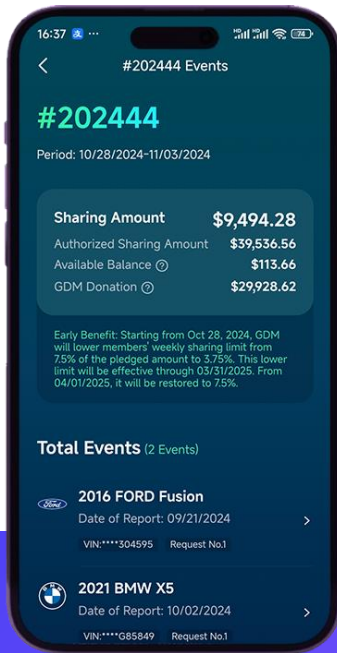 16:37
#202444 Events
#202444
Period: 10/28/2024-11/03/2024
Sharing Amount $9,494.28
Authorized Sharing Amount $39,536.56
Available Balance ? $113.66
GDM Donation ? $29,928.62
Early Benefit: Starting from Oct 28, 2024, GDM
will lower members' weekly sharing limit from
7.5% of the pledged amount to 3.75%. This lower
limit will be effective through 03/31/2025. From
04/01/2025, it will be restored to 7.5%.
Total Events (2 Events)
Ford
2016 FORD Fusion
Date of Report: 09/21/2024
VIN:****304595 Request No.1
2021 BMW X5
Date of Report: 10/02/2024
VIN:****G85849 Request No.1